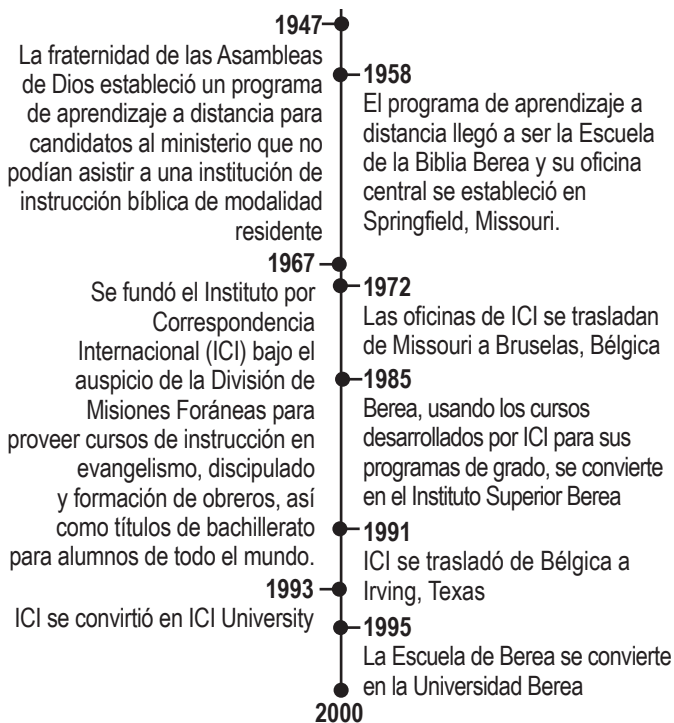 1947
La fraternidad de las Asambleas
de Dios estableció un programa
de aprendizaje a distancia para
candidatos al ministerio que no
podían asistir a una institución de
instrucción bíblica de modalidad
residente
1958
El programa de aprendizaje a
distancia llegó a ser la Escuela
de la Biblia Berea y su oficina
central se estableció en
Springfield, Missouri.
1967
Se fundó el Instituto por
Correspondencia
Internacional (ICI) bajo el
auspicio de la División de
Misiones Foráneas para
proveer cursos de instrucción en
evangelismo, discipulado
y formación de obreros, así
como títulos de bachillerato
para alumnos de todo el mundo.
1972
Las oficinas de ICI se trasladan
de Missouri a Bruselas, Bélgica
1985
Berea, usando los cursos
desarrollados por ICI para sus
programas de grado, se convierte
en el Instituto Superior Berea
1991
ICI se trasladó de Bélgica a
Irving, Texas
1993
ICI se convirtió en ICI University
1995
La Escuela de Berea se convierte
en la Universidad Berea
2000